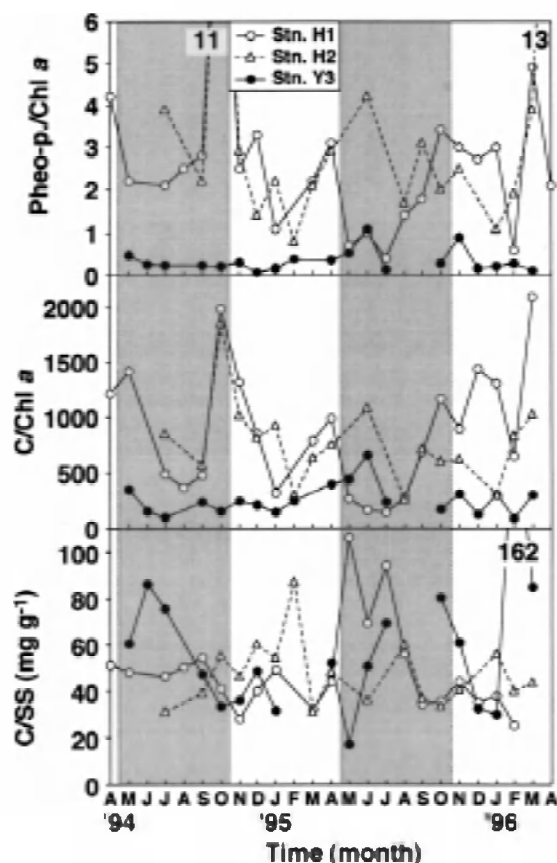 11
13
Stn. H1
Stn. H2
Stn. Y3
Pheo-p./Chl a
6
5
4
3
2
1
0
C/Chl a
2000
1500
1000
500
0
162
C/SS (mg g-1)
100
80
60
40
20
0
A M J J A S O N D J F M A M J J A S O N D J F M A
'94 '95 '96
Time (month)